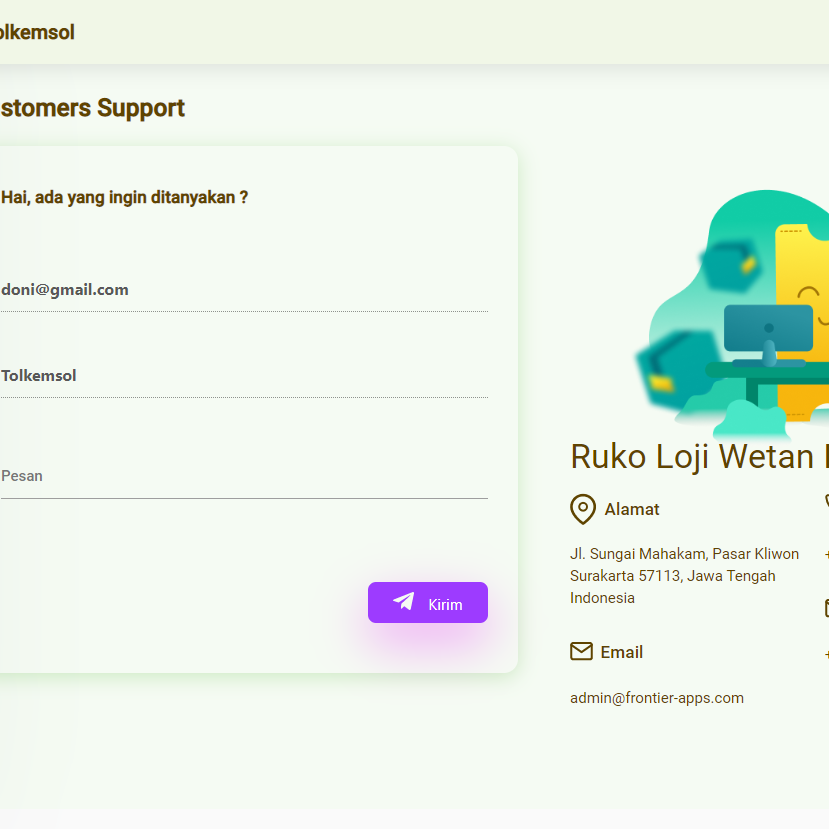 olkemsol
stomers Support
Hai, ada yang ingin ditanyakan ?
doni@gmail.com
Tolkemsol
Pesan
Kirim
Ruko Loji Wetan
Alamat
Jl. Sungai Mahakam, Pasar Kliwon
Surakarta 57113, Jawa Tengah
Indonesia
Email
admin@frontier-apps.com